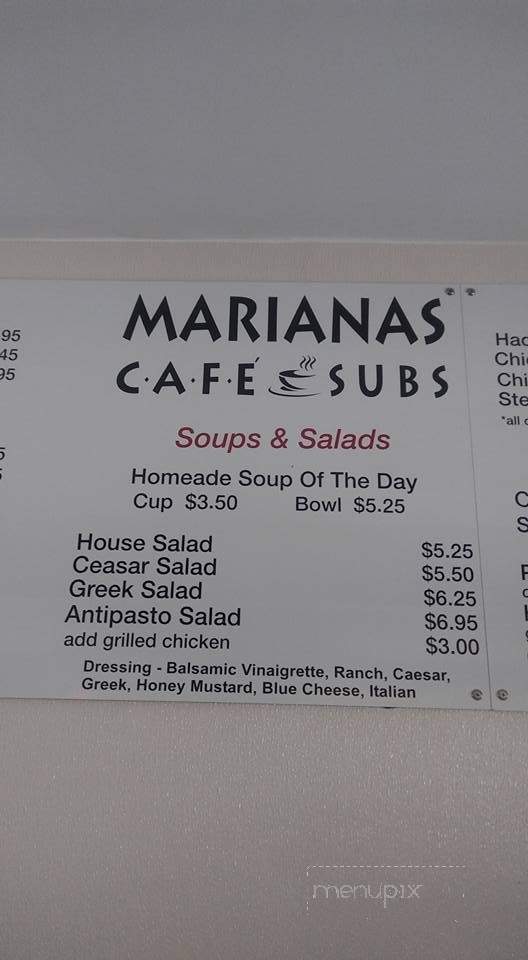 95
45
95
5
5
MARIANAS
C·A·F·É SUBS
Soups & Salads
Homeade Soup Of The Day
Cup $3.50 Bowl $5.25
House Salad $5.25
Ceasar Salad $5.50
Greek Salad $6.25
Antipasto Salad $6.95
add grilled chicken $3.00
Dressing - Balsamic Vinaigrette, Ranch, Caesar,
Greek, Honey Mustard, Blue Cheese, Italian
menupix